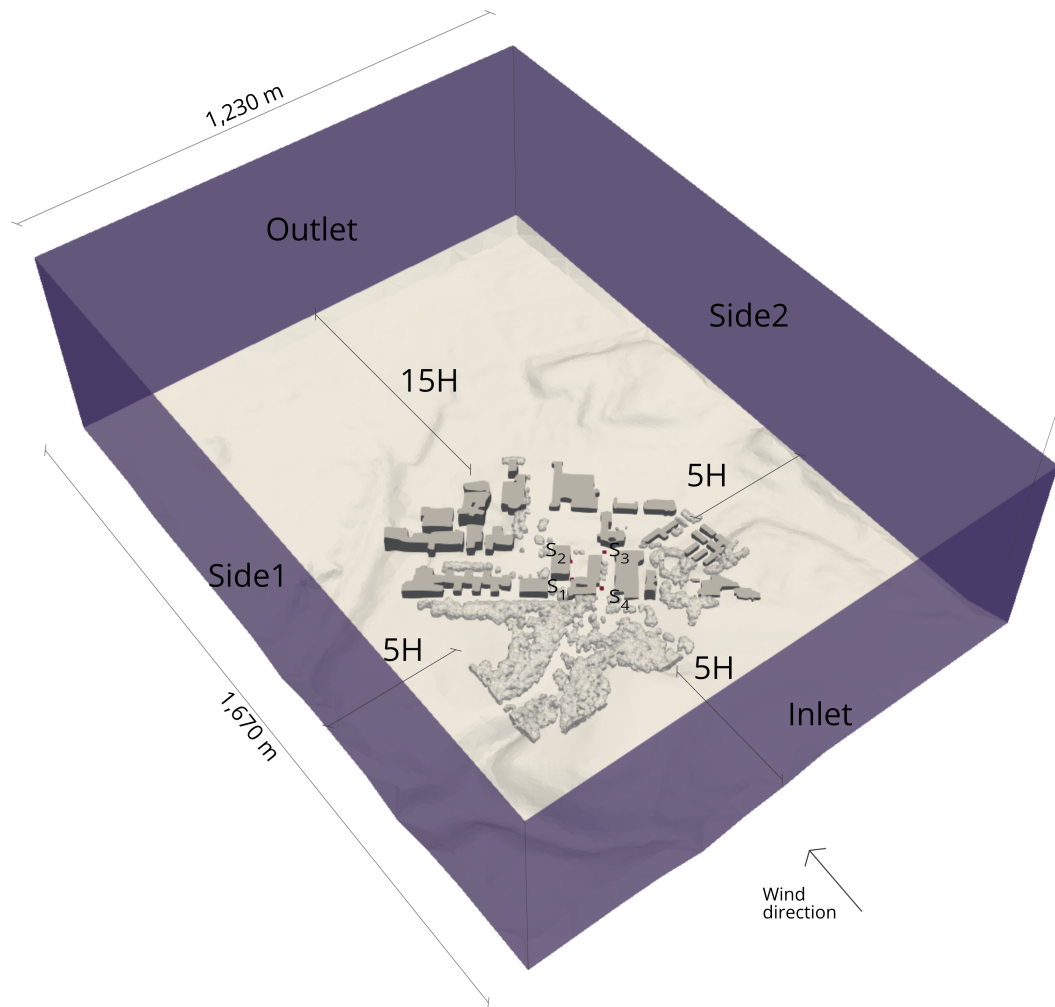 1,230 m
Outlet
Side2
15H
5H
S2
S3
Side1
S1
S4
5H
5H
1,670 m
Inlet
Wind
direction